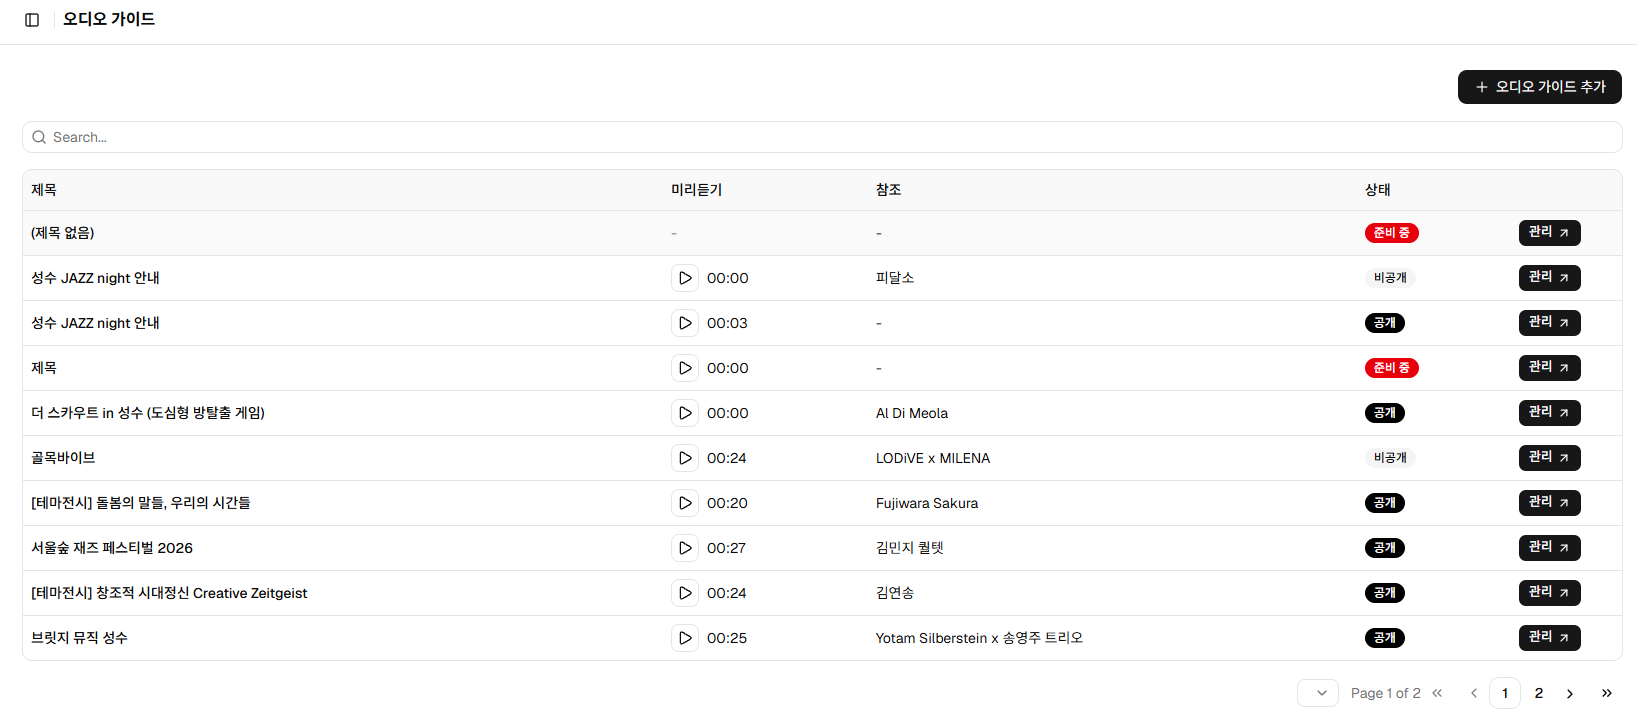 오디오 가이드
오디오 가이드 추가
Search...
제목 미리듣기 참조 상태
(제목 없음) - - 준비 중 관리
성수 JAZZ night 안내 00:00 피달소 비공개 관리
성수 JAZZ night 안내 00:03 - 공개 관리
제목 00:00 - 준비 중 관리
더 스카우트 in 성수 (도심형 방탈출 게임) 00:00 Al Di Meola 공개 관리
골목바이브 00:24 LODiVE x MILENA 비공개 관리
[테마전시] 돌봄의 말들, 우리의 시간들 00:20 Fujiwara Sakura 공개 관리
서울숲 재즈 페스티벌 2026 00:27 김민지 퀄텟 공개 관리
[테마전시] 창조적 시대정신 Creative Zeitgeist 00:24 김연송 공개 관리
브릿지 뮤직 성수 00:25 Yotam Silberstein x 송영주 트리오 공개 관리
Page 1 of 2 « ‹ 1 2 › »